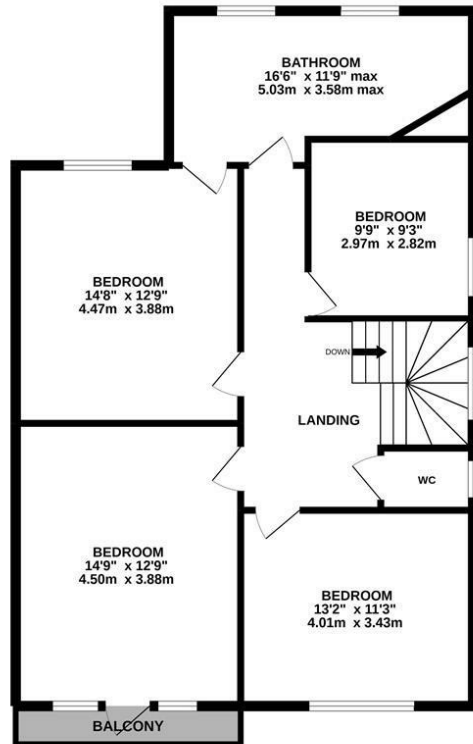 BATHROOM
16'6" x 11'9" max
5.03m x 3.58m max
BEDROOM
9'9" x 9'3"
2.97m x 2.82m
BEDROOM
14'8" x 12'9"
4.47m x 3.88m
DOWN
LANDING
WC
BEDROOM
14'9" x 12'9"
4.50m x 3.88m
BEDROOM
13'2" x 11'3"
4.01m x 3.43m
BALCONY